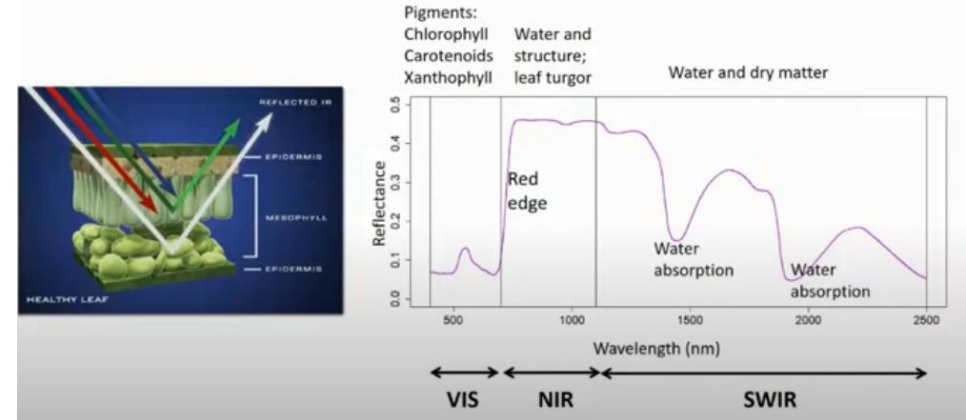 REFLECTED IR
EPIDERMIS
MESOPHYLL
EPIDERMIS
HEALTHY LEAF
Pigments:
Chlorophyll
Carotenoids
Xanthophyll
Water and
structure;
leaf turgor
Water and dry matter
Reflectance
0.5
0.4
0.3
0.2
0.1
0.0
Red
edge
Water
absorption
Water
absorption
500 1000 1500 2000 2500
Wavelength (nm)
VIS NIR SWIR